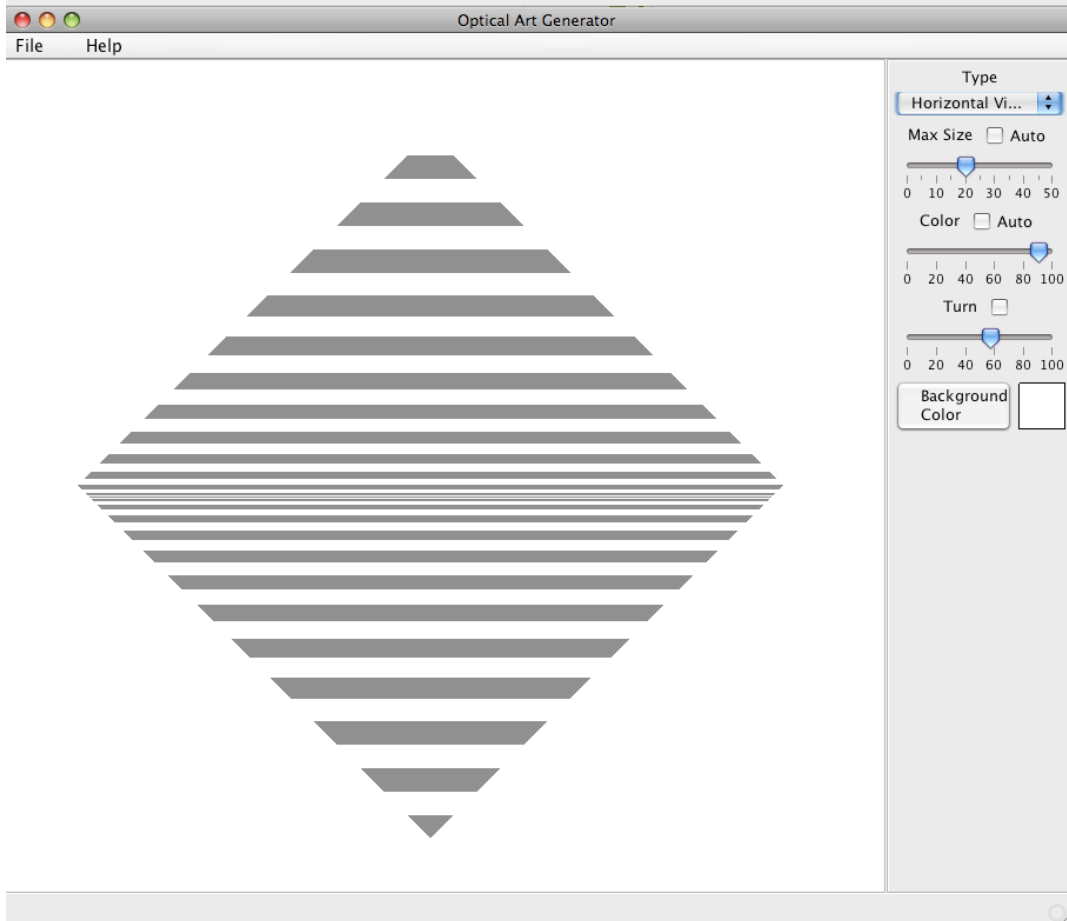 Optical Art Generator
File Help
Type
Horizontal Vi...
Max Size Auto
0 10 20 30 40 50
Color Auto
0 20 40 60 80 100
Turn
0 20 40 60 80 100
Background
Color